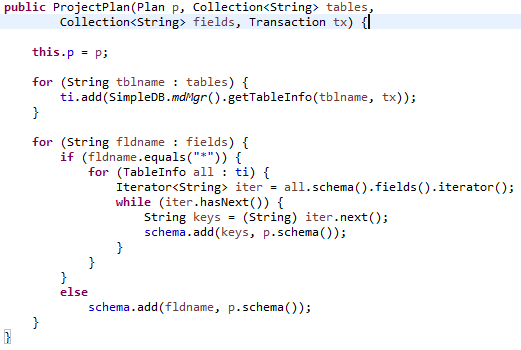 public ProjectPlan(Plan p, Collection<String> tables,
Collection<String> fields, Transaction tx) {
this.p = p;
for (String tblname : tables) {
ti.add(SimpleDB.mdMgr().getTableInfo(tblname, tx));
}
for (String fldname : fields) {
if (fldname.equals("*")) {
for (TableInfo all : ti) {
Iterator<String> iter = all.schema().fields().iterator();
while (iter.hasNext()) {
String keys = (String) iter.next();
schema.add(keys, p.schema());
}
}
}
else
schema.add(fldname, p.schema());
}
}